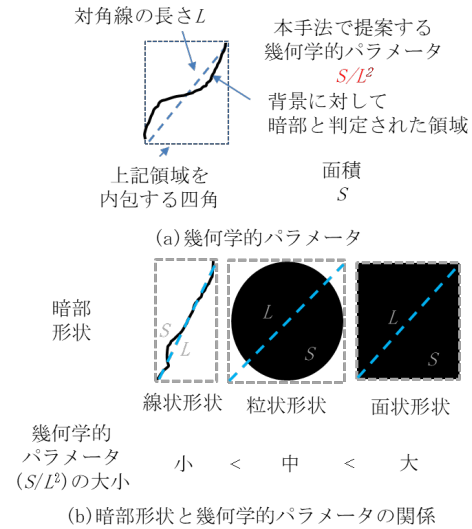 対角線の長さL
本手法で提案する
幾何学的パラメータ
S/L²
背景に対して
暗部と判定された領域
上記領域を
内包する四角
面積
S
(a)幾何学的パラメータ
暗部
形状
S
L
L
S
L
S
線状形状 粒状形状 面状形状
幾何学的
パラメータ
(S/L²)の大小
小 < 中 < 大
(b)暗部形状と幾何学的パラメータの関係